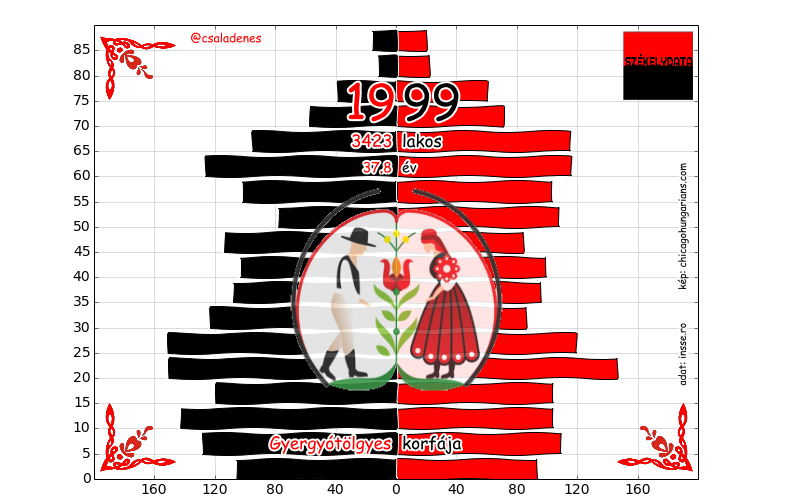 @csaladenes
SZÉKELYDATA
1999
3423 lakos
37.8 év
Gyergyótölgyes korfája
kép: chicagohungarians.com
adat: insse.ro
85
80
75
70
65
60
55
50
45
40
35
30
25
20
15
10
5
0
160 120 80 40 0 40 80 120 160